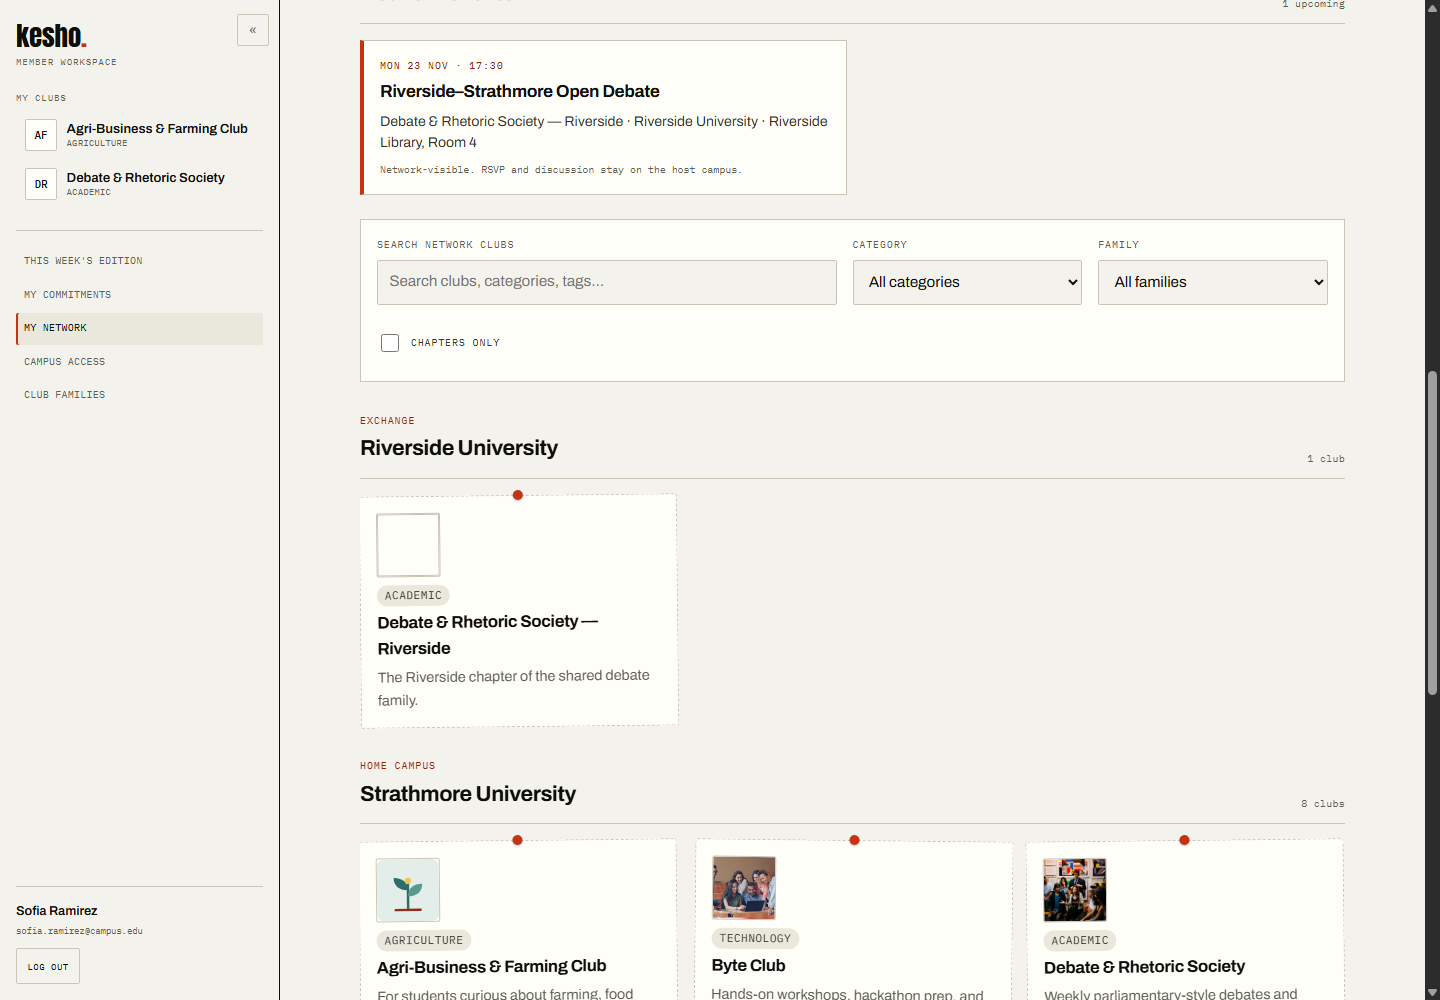 kesho.
«
MEMBER WORKSPACE
MY CLUBS
AF
Agri-Business & Farming Club
AGRICULTURE
DR
Debate & Rhetoric Society
ACADEMIC
THIS WEEK'S EDITION
MY COMMITMENTS
MY NETWORK
CAMPUS ACCESS
CLUB FAMILIES
Sofia Ramirez
sofia.ramirez@campus.edu
LOG OUT
1 upcoming
MON 23 NOV · 17:30
Riverside–Strathmore Open Debate
Debate & Rhetoric Society — Riverside · Riverside University · Riverside
Library, Room 4
Network-visible. RSVP and discussion stay on the host campus.
SEARCH NETWORK CLUBS
CATEGORY
FAMILY
Search clubs, categories, tags...
All categories
All families
CHAPTERS ONLY
EXCHANGE
Riverside University
1 club
ACADEMIC
Debate & Rhetoric Society —
Riverside
The Riverside chapter of the shared debate
family.
HOME CAMPUS
Strathmore University
8 clubs
AGRICULTURE
Agri-Business & Farming Club
For students curious about farming, food
TECHNOLOGY
Byte Club
Hands-on workshops, hackathon prep, and
ACADEMIC
Debate & Rhetoric Society
Weekly parliamentary-style debates and